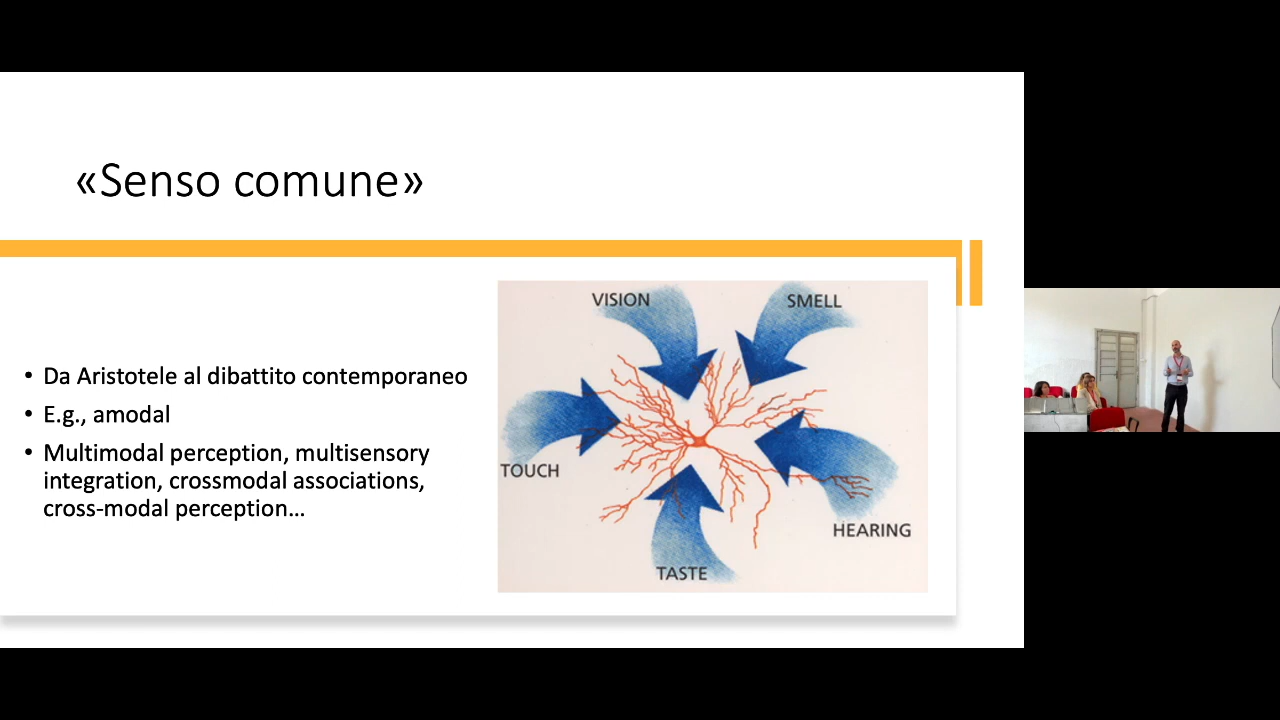 «Senso comune»
• Da Aristotele al dibattito contemporaneo
• E.g., amodal
• Multimodal perception, multisensory
integration, crossmodal associations,
cross-modal perception…
VISION
SMELL
TOUCH
HEARING
TASTE